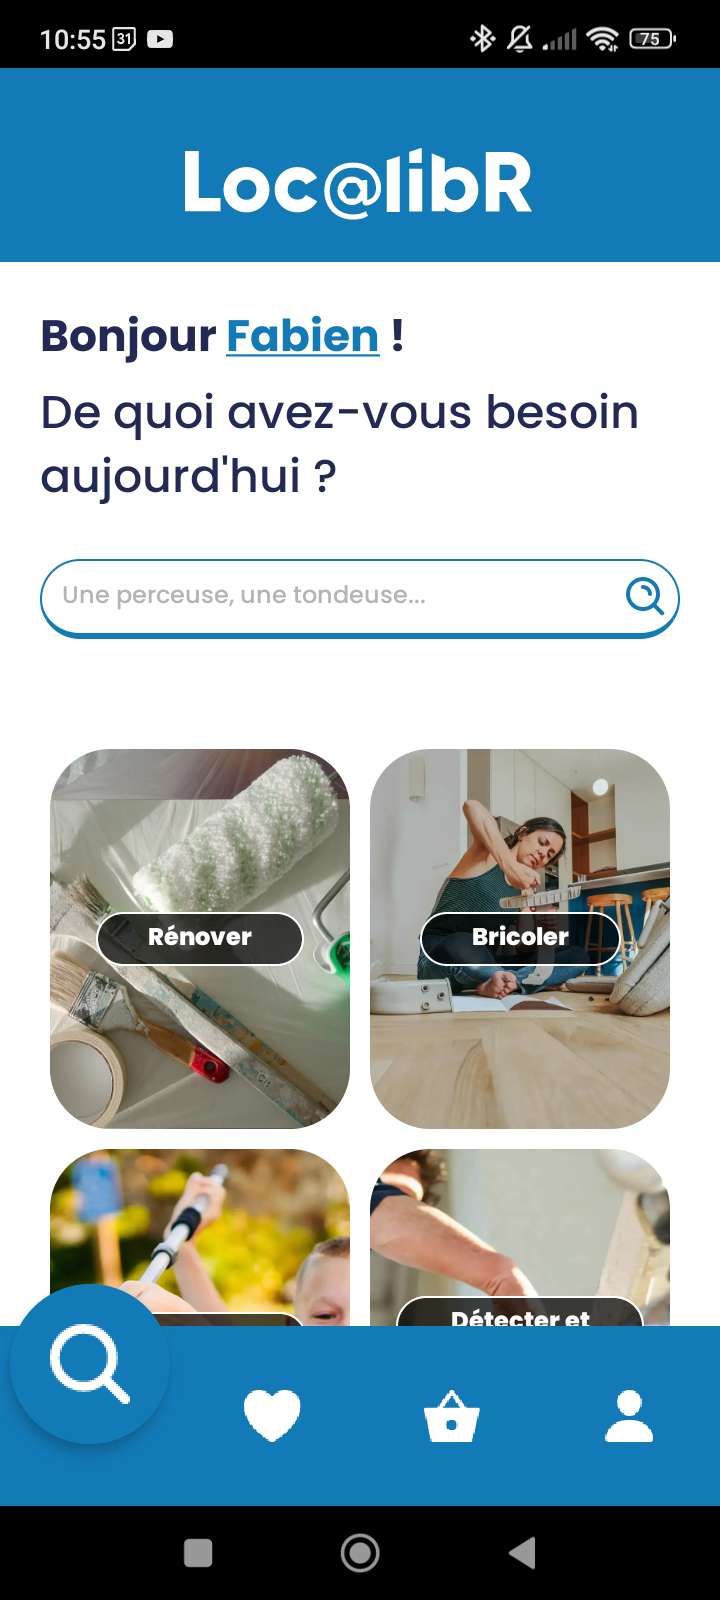 10:55
31
75
Loc@libR
Bonjour Fabien !
De quoi avez-vous besoin
aujourd'hui ?
Une perceuse, une tondeuse...
Rénover
Bricoler
Détecter et